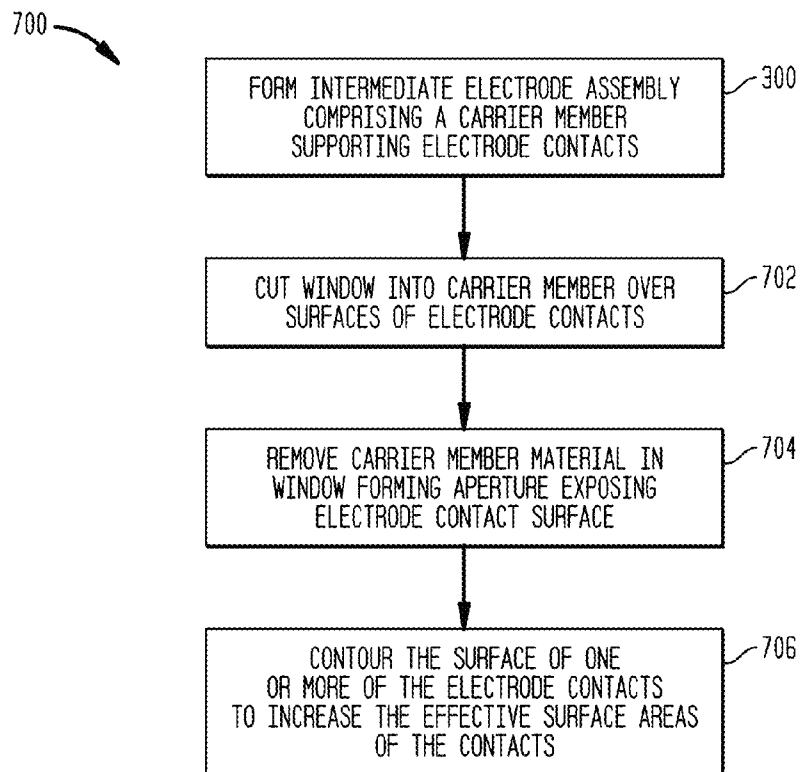 700
FORM INTERMEDIATE ELECTRODE ASSEMBLY
COMPRISING A CARRIER MEMBER
SUPPORTING ELECTRODE CONTACTS
300
CUT WINDOW INTO CARRIER MEMBER OVER
SURFACES OF ELECTRODE CONTACTS
702
REMOVE CARRIER MEMBER MATERIAL IN
WINDOW FORMING APERTURE EXPOSING
ELECTRODE CONTACT SURFACE
704
CONTOUR THE SURFACE OF ONE
OR MORE OF THE ELECTRODE CONTACTS
TO INCREASE THE EFFECTIVE SURFACE AREAS
OF THE CONTACTS
706